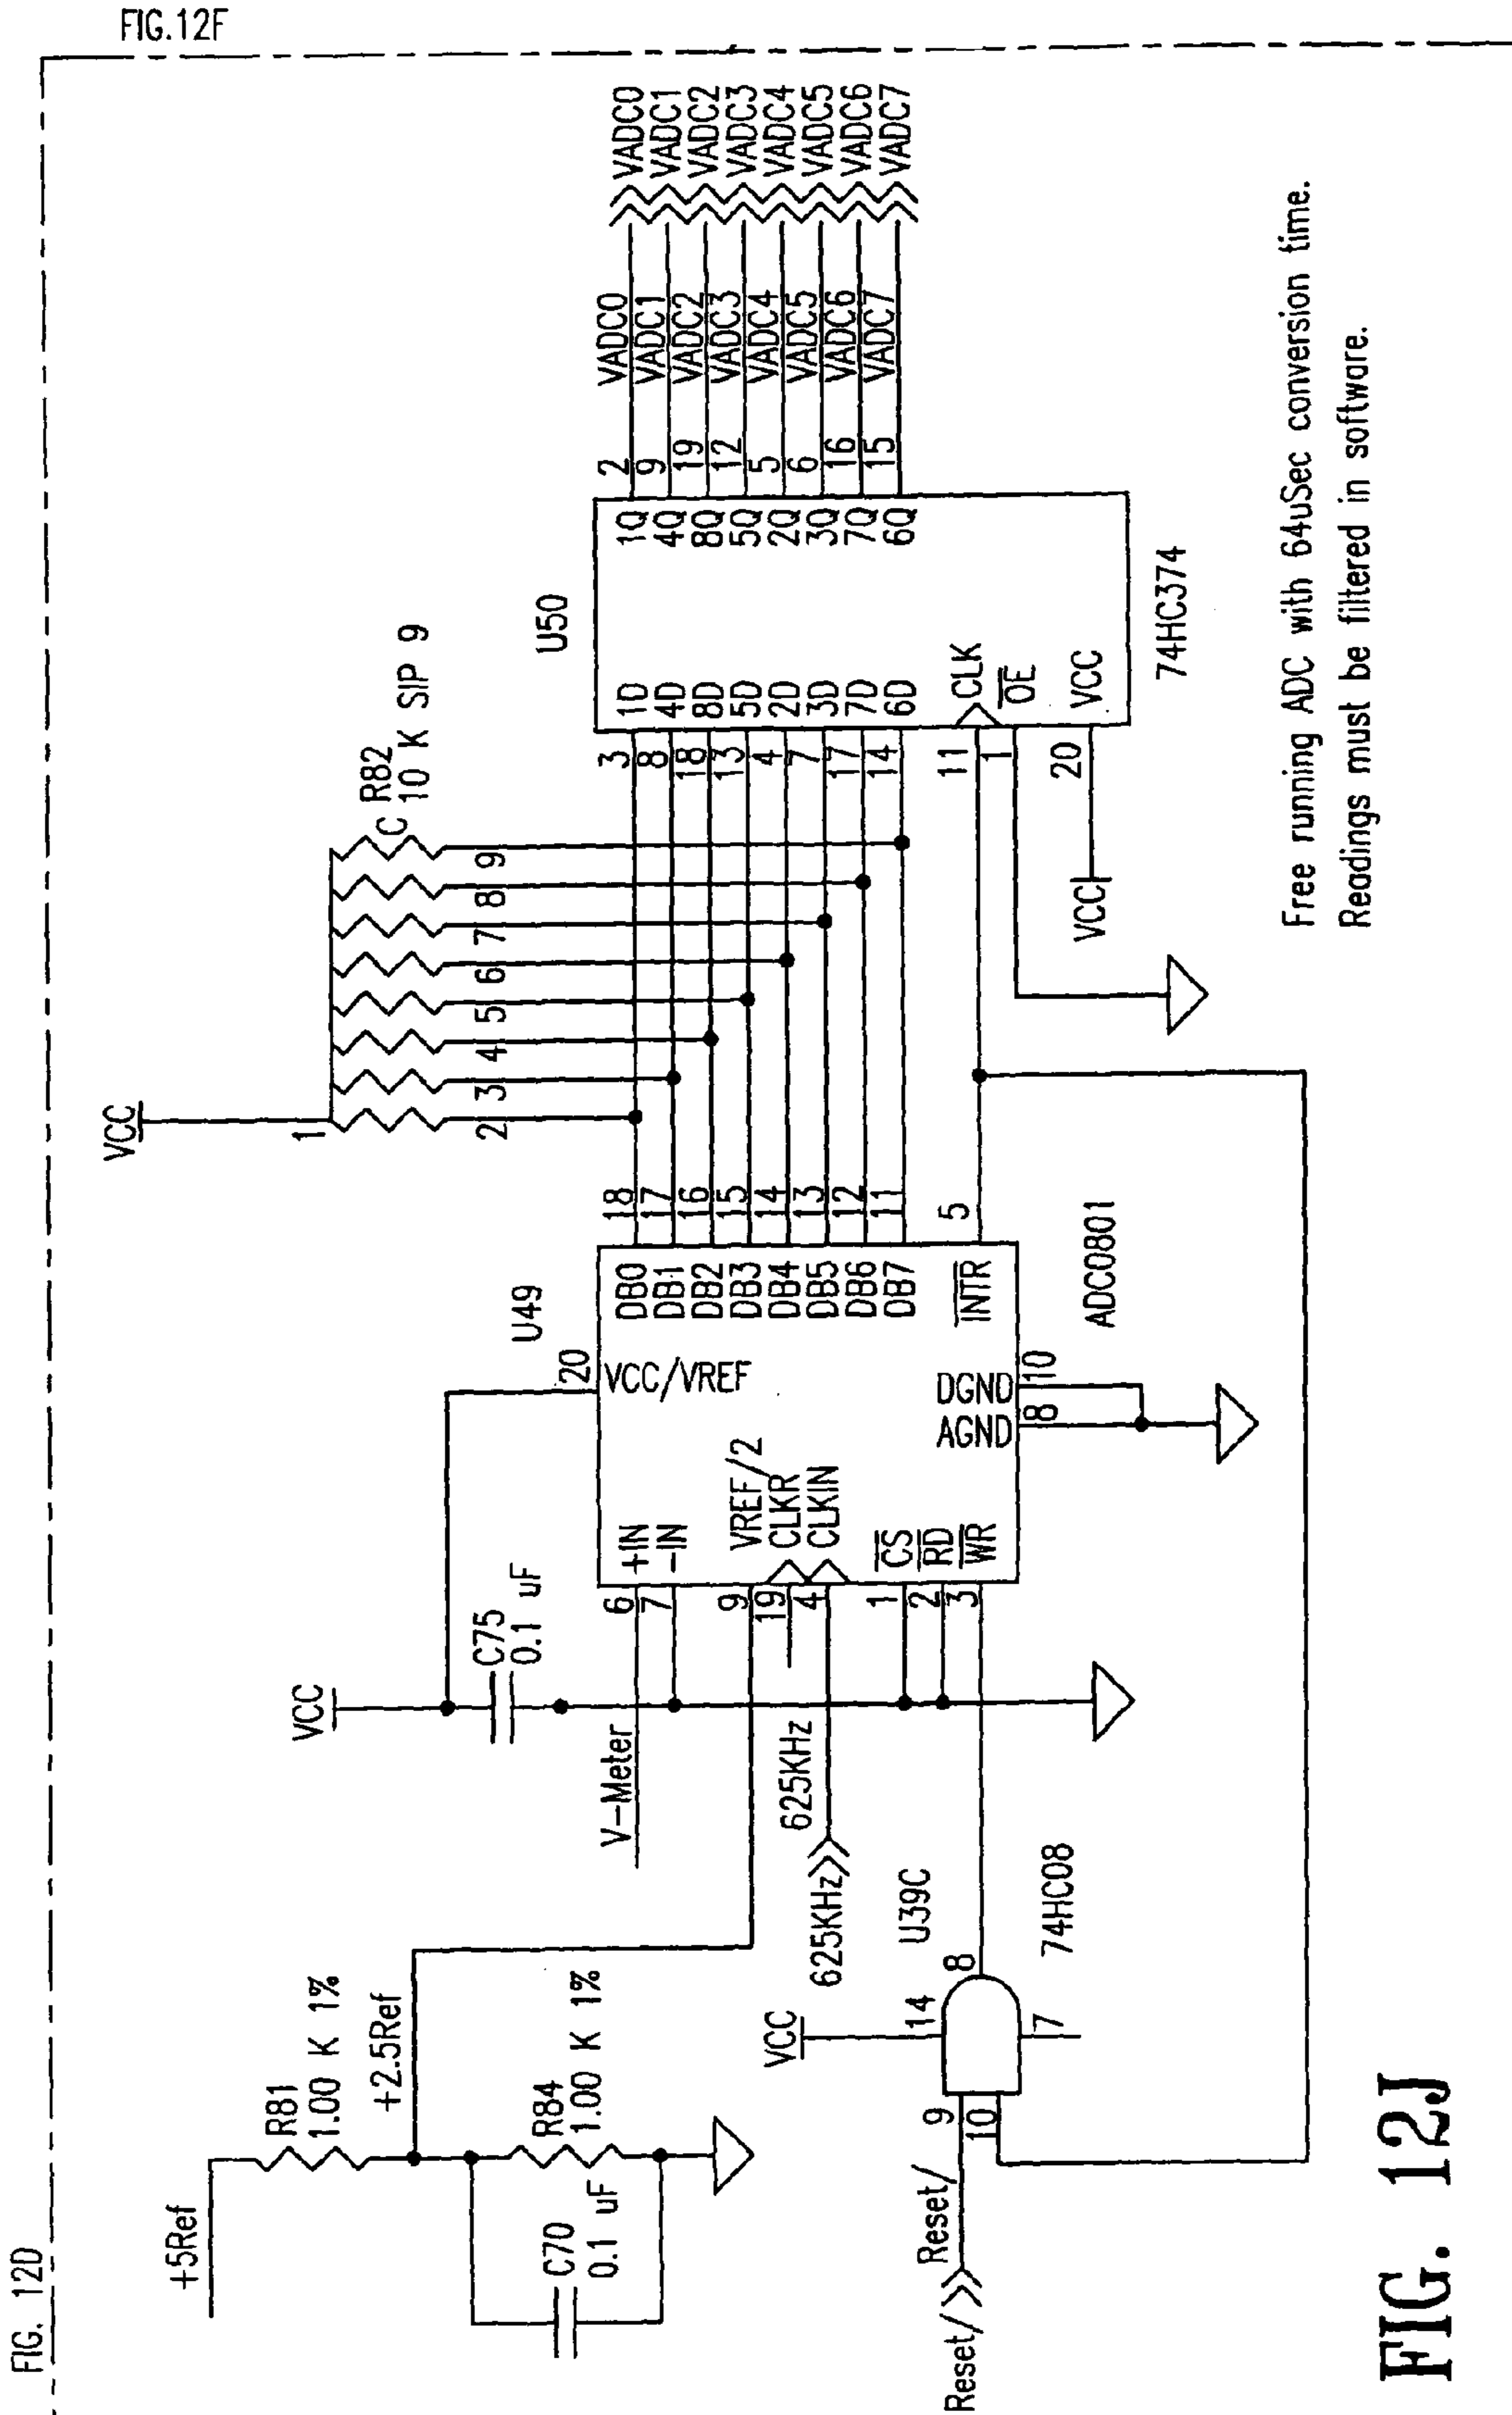 FIG. 12D
FIG.12F
+5Ref
R81
1.00 K 1%
+2.5Ref
R84
1.00 K 1%
C70
0.1 uF
VCC
C75
0.1 uF
V-Meter
625KHz
625KHz
Reset/
Reset/
VCC
14
9
10
8
7
U39C
74HC08
U49
20
VCC/VREF
6
+IN
7
-IN
9
VREF/2
19
CLKR
4
CLKIN
1
CS
2
RD
3
WR
AGND
8
DGND
10
ADC0801
DB0
18
DB1
17
DB2
16
DB3
15
DB4
14
DB5
13
DB6
12
DB7
11
INTR
5
VCC
1
2
3
4
5
6
7
8
9
C
R82
10 K SIP 9
U50
3
1D
8
4D
18
8D
13
5D
4
2D
7
3D
17
7D
14
6D
11
CLK
1
OE
20
VCC
VCC
74HC374
1Q
2
VADC0
VADC0
4Q
9
VADC1
VADC1
8Q
19
VADC2
VADC2
5Q
12
VADC3
VADC3
2Q
5
VADC4
VADC4
3Q
6
VADC5
VADC5
7Q
16
VADC6
VADC6
6Q
15
VADC7
VADC7
Free running ADC with 64uSec conversion time.
Readings must be filtered in software.
FIG. 12J